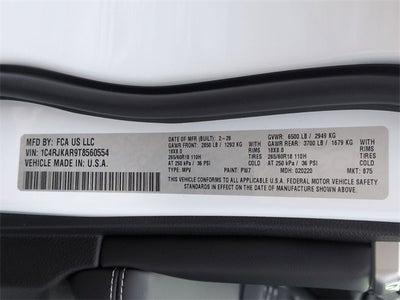 MFD BY: FCA US LLC
VIN: 1C4RJKAR9T8560554
VEHICLE MADE IN U.S.A.
DATE OF MFR (BUILT): 2-26
GAWR FRONT: 2850 LB / 1293 KG
18X8.0
265/60R18 110H
AT 250 kPa / 36 PSI
TYPE: MPV PAINT: PW7
GVWR: 6500 LB / 2949 KG
GAWR REAR: 3700 LB / 1679 KG
18X8.0 RIMS
265/60R18 110H
AT 250 kPa / 36 PSI
MDH: 020220 MKT: 875
THIS VEHICLE CONFORMS TO ALL APPLICABLE U.S.A. FEDERAL MOTOR VEHICLE SAFETY
STANDARDS IN EFFECT ON THE DATE OF MANUFACTURE SHOWN ABOVE.